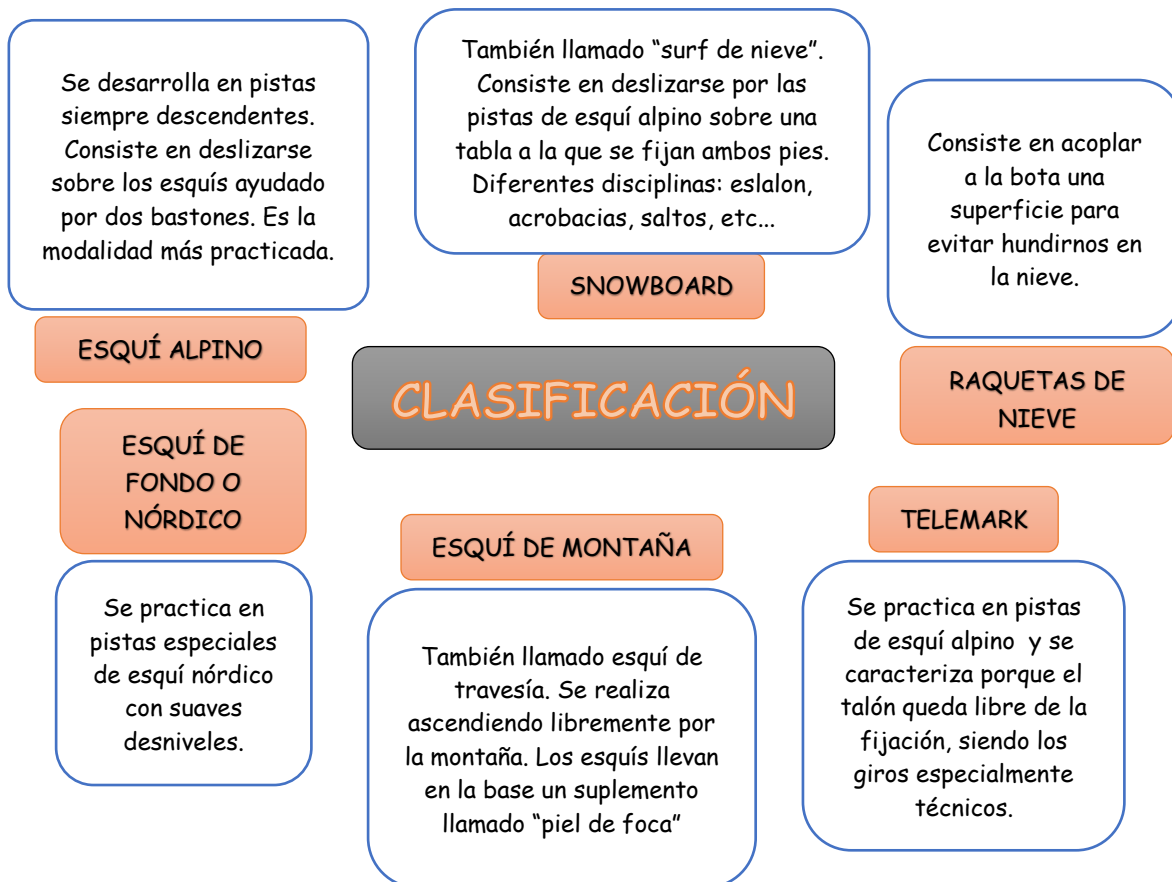 Se desarrolla en pistas
siempre descendentes.
Consiste en deslizarse
sobre los esquís ayudado
por dos bastones. Es la
modalidad más practicada.
ESQUÍ ALPINO
También llamado “surf de nieve”.
Consiste en deslizarse por las
pistas de esquí alpino sobre una
tabla a la que se fijan ambos pies.
Diferentes disciplinas: eslalon,
acrobacias, saltos, etc...
SNOWBOARD
Consiste en acoplar
a la bota una
superficie para
evitar hundirnos en
la nieve.
RAQUETAS DE
NIEVE
CLASIFICACIÓN
ESQUÍ DE
FONDO O
NÓRDICO
Se practica en
pistas especiales
de esquí nórdico
con suaves
desniveles.
ESQUÍ DE MONTAÑA
También llamado esquí de
travesía. Se realiza
ascendiendo libremente por
la montaña. Los esquís llevan
en la base un suplemento
llamado “piel de foca”
TELEMARK
Se practica en pistas
de esquí alpino y se
caracteriza porque el
talón queda libre de la
fijación, siendo los
giros especialmente
técnicos.